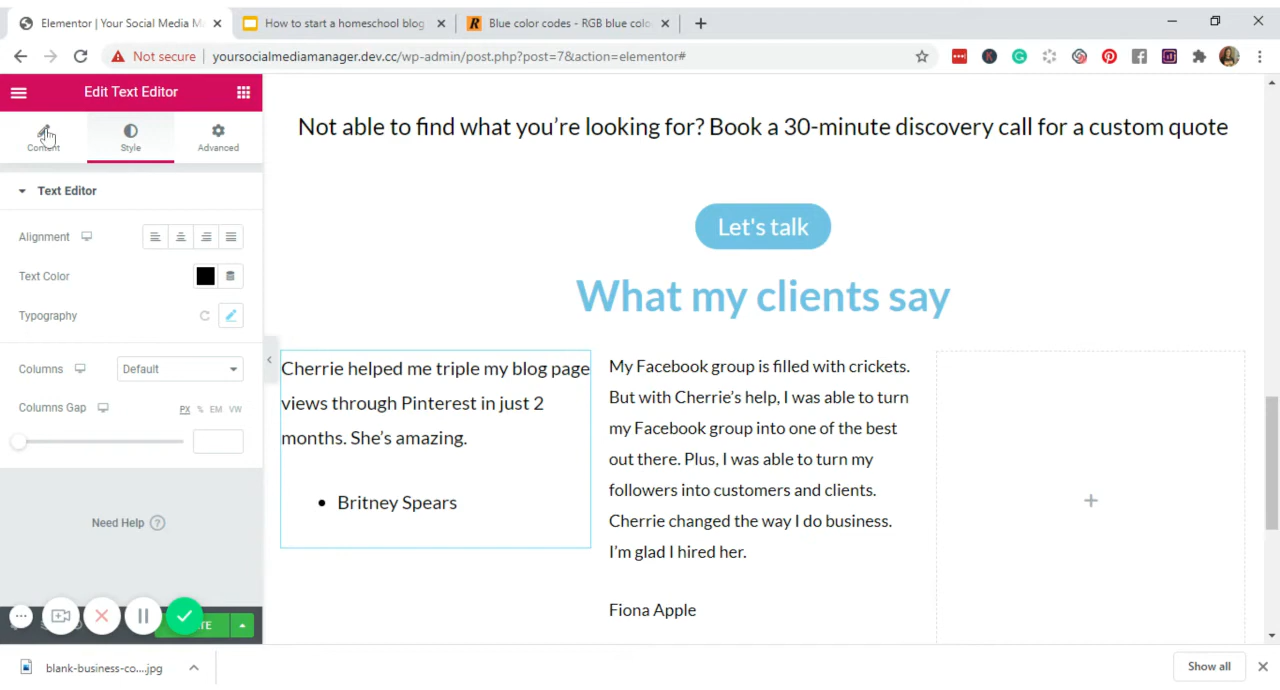 Elementor | Your Social Media M
How to start a homeschool blog
R
Blue color codes - RGB blue colo
Not secure
yoursocialmediamanager.dev.cc/wp-admin/post.php?post=7&action=elementor#
Edit Text Editor
Content
Style
Advanced
Text Editor
Alignment
Text Color
Typography
Columns
Default
Columns Gap
PX % EM VW
Need Help ?
Not able to find what you’re looking for? Book a 30-minute discovery call for a custom quote
Let's talk
What my clients say
Cherrie helped me triple my blog page
views through Pinterest in just 2
months. She’s amazing.
• Britney Spears
My Facebook group is filled with crickets.
But with Cherrie’s help, I was able to turn
my Facebook group into one of the best
out there. Plus, I was able to turn my
followers into customers and clients.
Cherrie changed the way I do business.
I’m glad I hired her.
Fiona Apple
blank-business-co....jpg
Show all